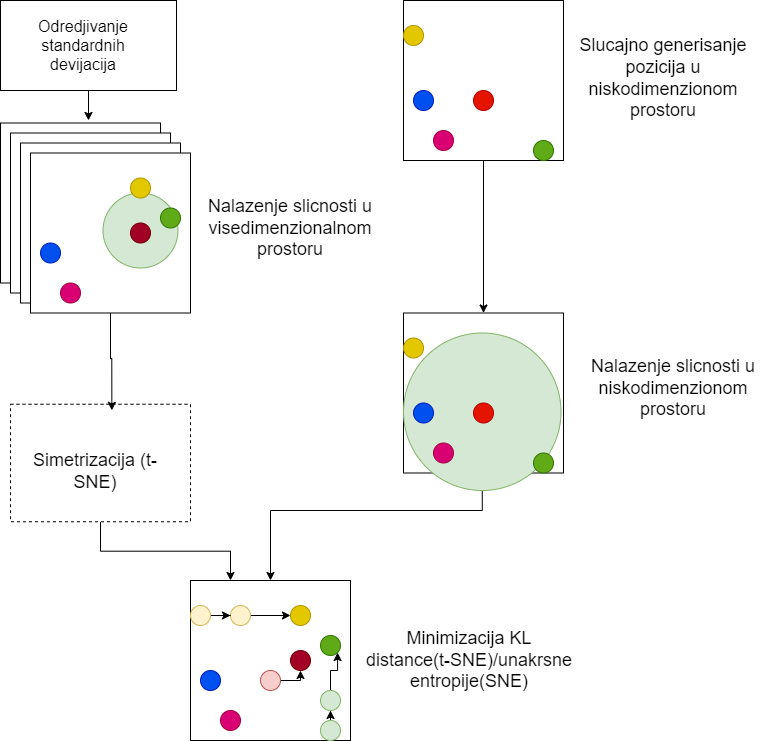 Odredjivanje
standardnih
devijacija
Slucajno generisanje
pozicija u
niskodimenzionom
prostoru
Nalazenje slicnosti u
visedimenzionalnom
prostoru
Nalazenje slicnosti u
niskodimenzionom
prostoru
Simetrizacija (t-
SNE)
Minimizacija KL
distance(t-SNE)/unakrsne
entropije(SNE)